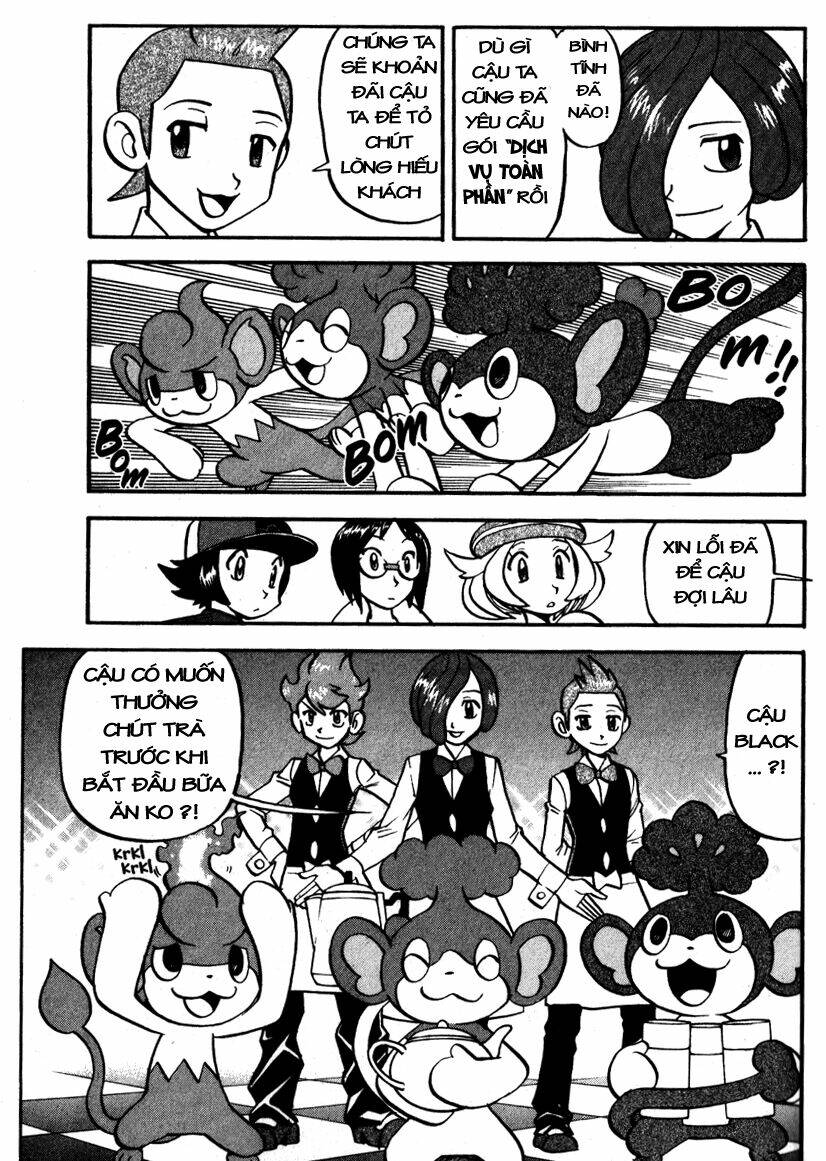 BÌNH
TĨNH
ĐÃ
NÀO!
DÙ GÌ
CẬU TA
CŨNG ĐÃ
YÊU CẦU
GÓI "DỊCH
VỤ TOÀN
PHẦN" RỒI
CHÚNG TA
SẼ KHOẢN
ĐÃI CẬU
TA ĐỂ TỎ
CHÚT
LÒNG HIẾU
KHÁCH
BO
M!!
BOM
BOM
XIN LỖI ĐÃ
ĐỂ CẬU
ĐỢI LÂU
CẬU
BLACK
... ?!
CẬU CÓ MUỐN
THƯỞNG
CHÚT TRÀ
TRƯỚC KHI
BẮT ĐẦU BỮA
ĂN KO ?!
KRKL
KRKL